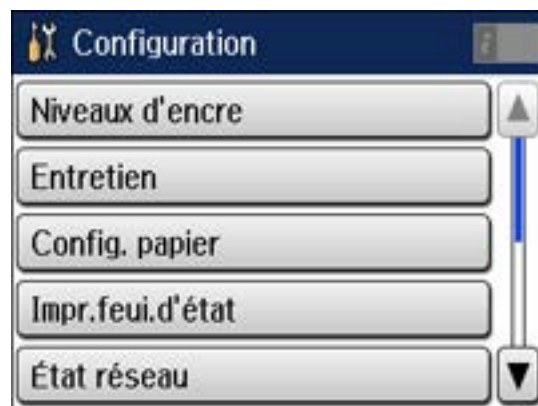 Configuration
Niveaux d'encre
Entretien
Config. papier
Impr.feui.d'état
État réseau